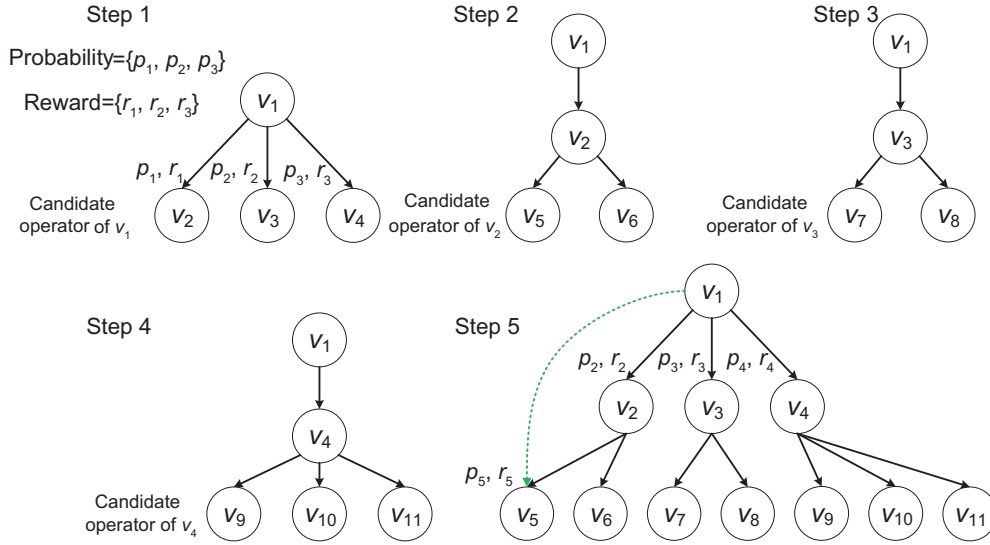 Step 1
Probability={p₁, p₂, p₃}
Reward={r₁, r₂, r₃}
v₁
p₁, r₁ p₂, r₂ p₃, r₃
Candidate
operator of v₁
v₂ v₃ v₄
Step 2
v₁
v₂
Candidate
operator of v₂
v₅ v₆
Step 3
v₁
v₃
Candidate
operator of v₃
v₇ v₈
Step 4
v₁
v₄
Candidate
operator of v₄
v₉ v₁₀ v₁₁
Step 5
v₁
p₂, r₂ p₃, r₃ p₄, r₄
v₂ v₃ v₄
p₅, r₅
v₅ v₆ v₇ v₈ v₉ v₁₀ v₁₁